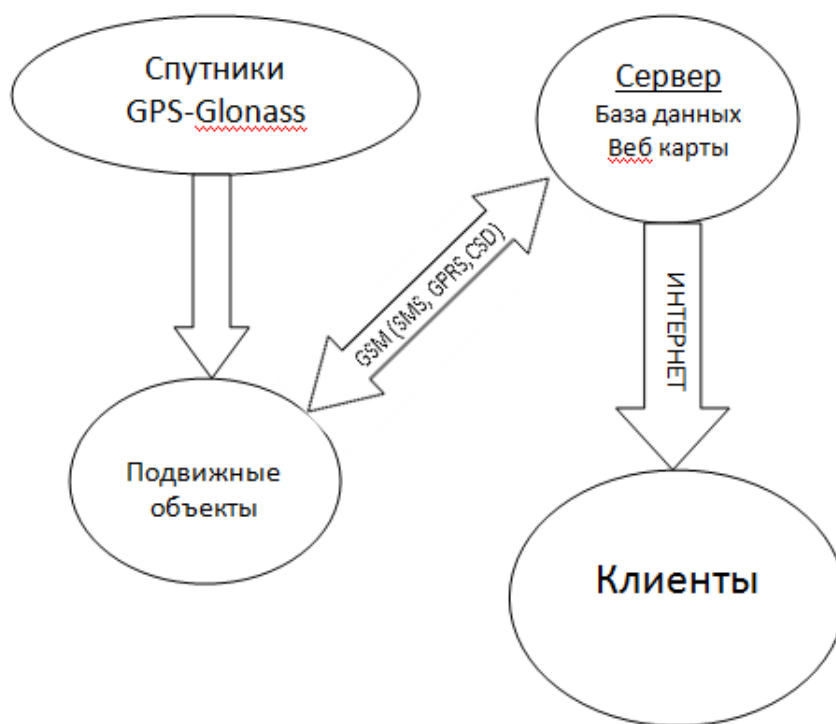 Спутники
GPS-Glonass
Сервер
База данных
Веб карты
GSM (SMS, GPRS,CSD)
ИНТЕРНЕТ
Подвижные
объекты
Клиенты